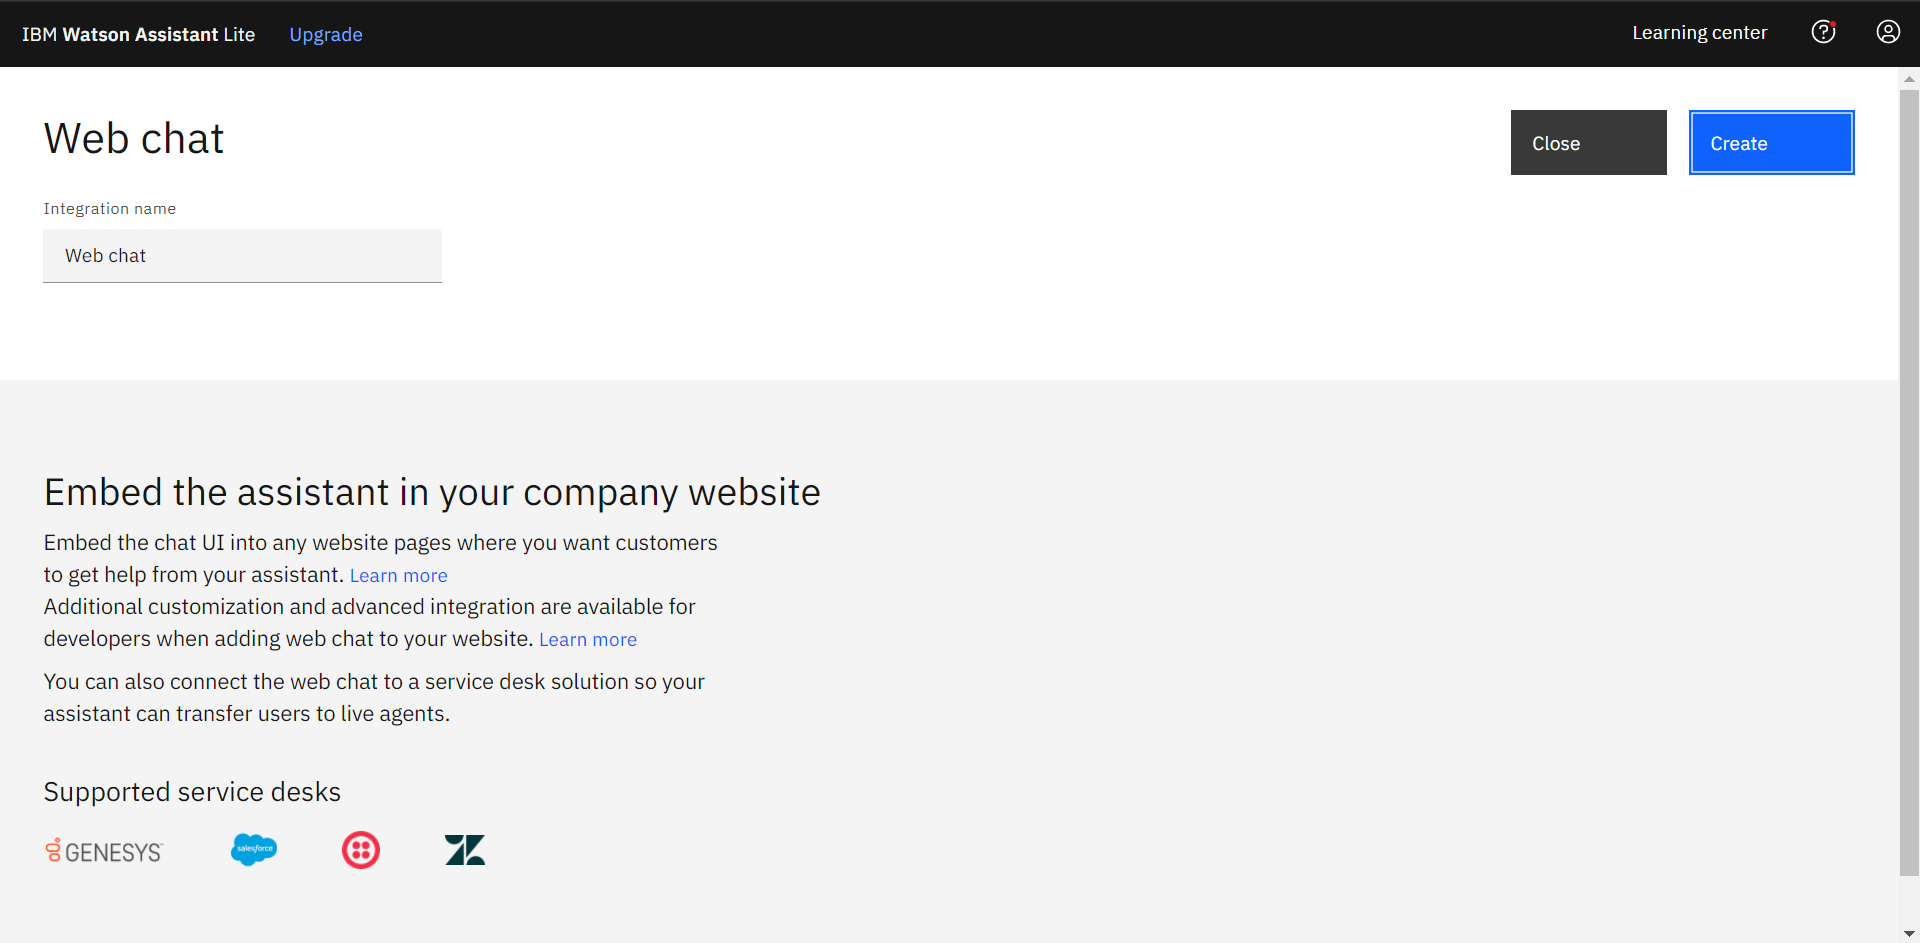 IBM Watson Assistant Lite Upgrade Learning center
Web chat
Close
Create
Integration name
Web chat
Embed the assistant in your company website
Embed the chat UI into any website pages where you want customers
to get help from your assistant. Learn more
Additional customization and advanced integration are available for
developers when adding web chat to your website. Learn more
You can also connect the web chat to a service desk solution so your
assistant can transfer users to live agents.
Supported service desks
GENESYS salesforce